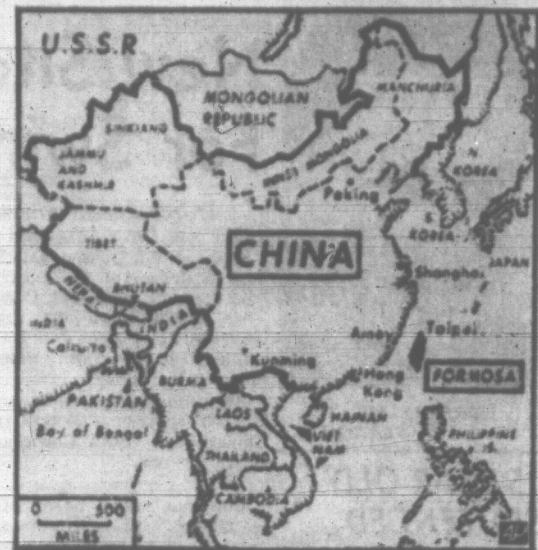 U.S.S.R
MONGOLIAN
REPUBLIC
MANCHURIA
SINKIANG
JAMMU
AND
KASHMIR
INNER MONGOLIA
Peking
N
KOREA
S
KOREA
JAPAN
CHINA
TIBET
Shanghai
NEPAL
BHUTAN
INDIA
INDIA
Calcutta
Amoy
Taipei
Kunming
Hong
Kong
FORMOSA
BURMA
PAKISTAN
LAOS
HAINAN
Bay of Bengal
VIET
NAM
PHILIPPINE
IS.
THAILAND
CAMBODIA
0 500
MILES